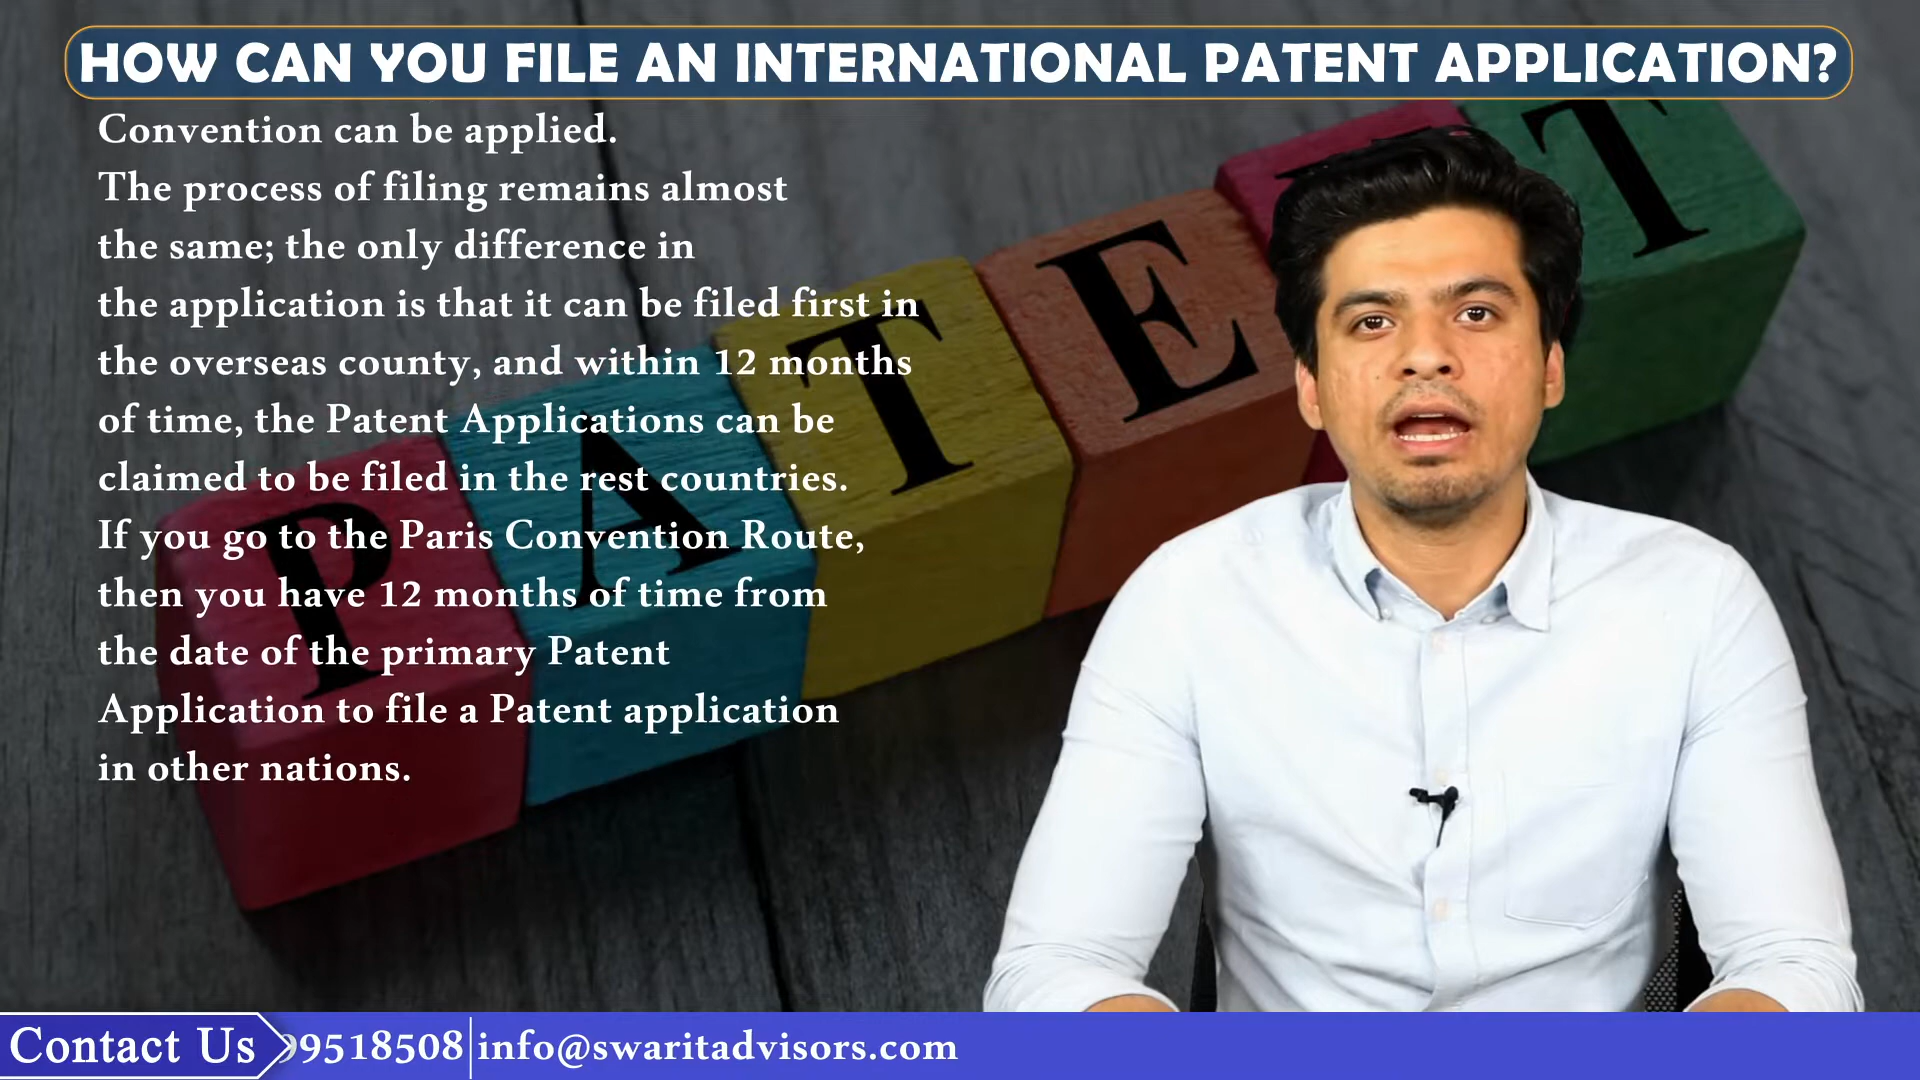 HOW CAN YOU FILE AN INTERNATIONAL PATENT APPLICATION?
Convention can be applied.
The process of filing remains almost
the same; the only difference in
the application is that it can be filed first in
the overseas county, and within 12 months
of time, the Patent Applications can be
claimed to be filed in the rest countries.
If you go to the Paris Convention Route,
then you have 12 months of time from
the date of the primary Patent
Application to file a Patent application
in other nations.
P A T E T
Contact Us 99518508 info@swaritadvisors.com